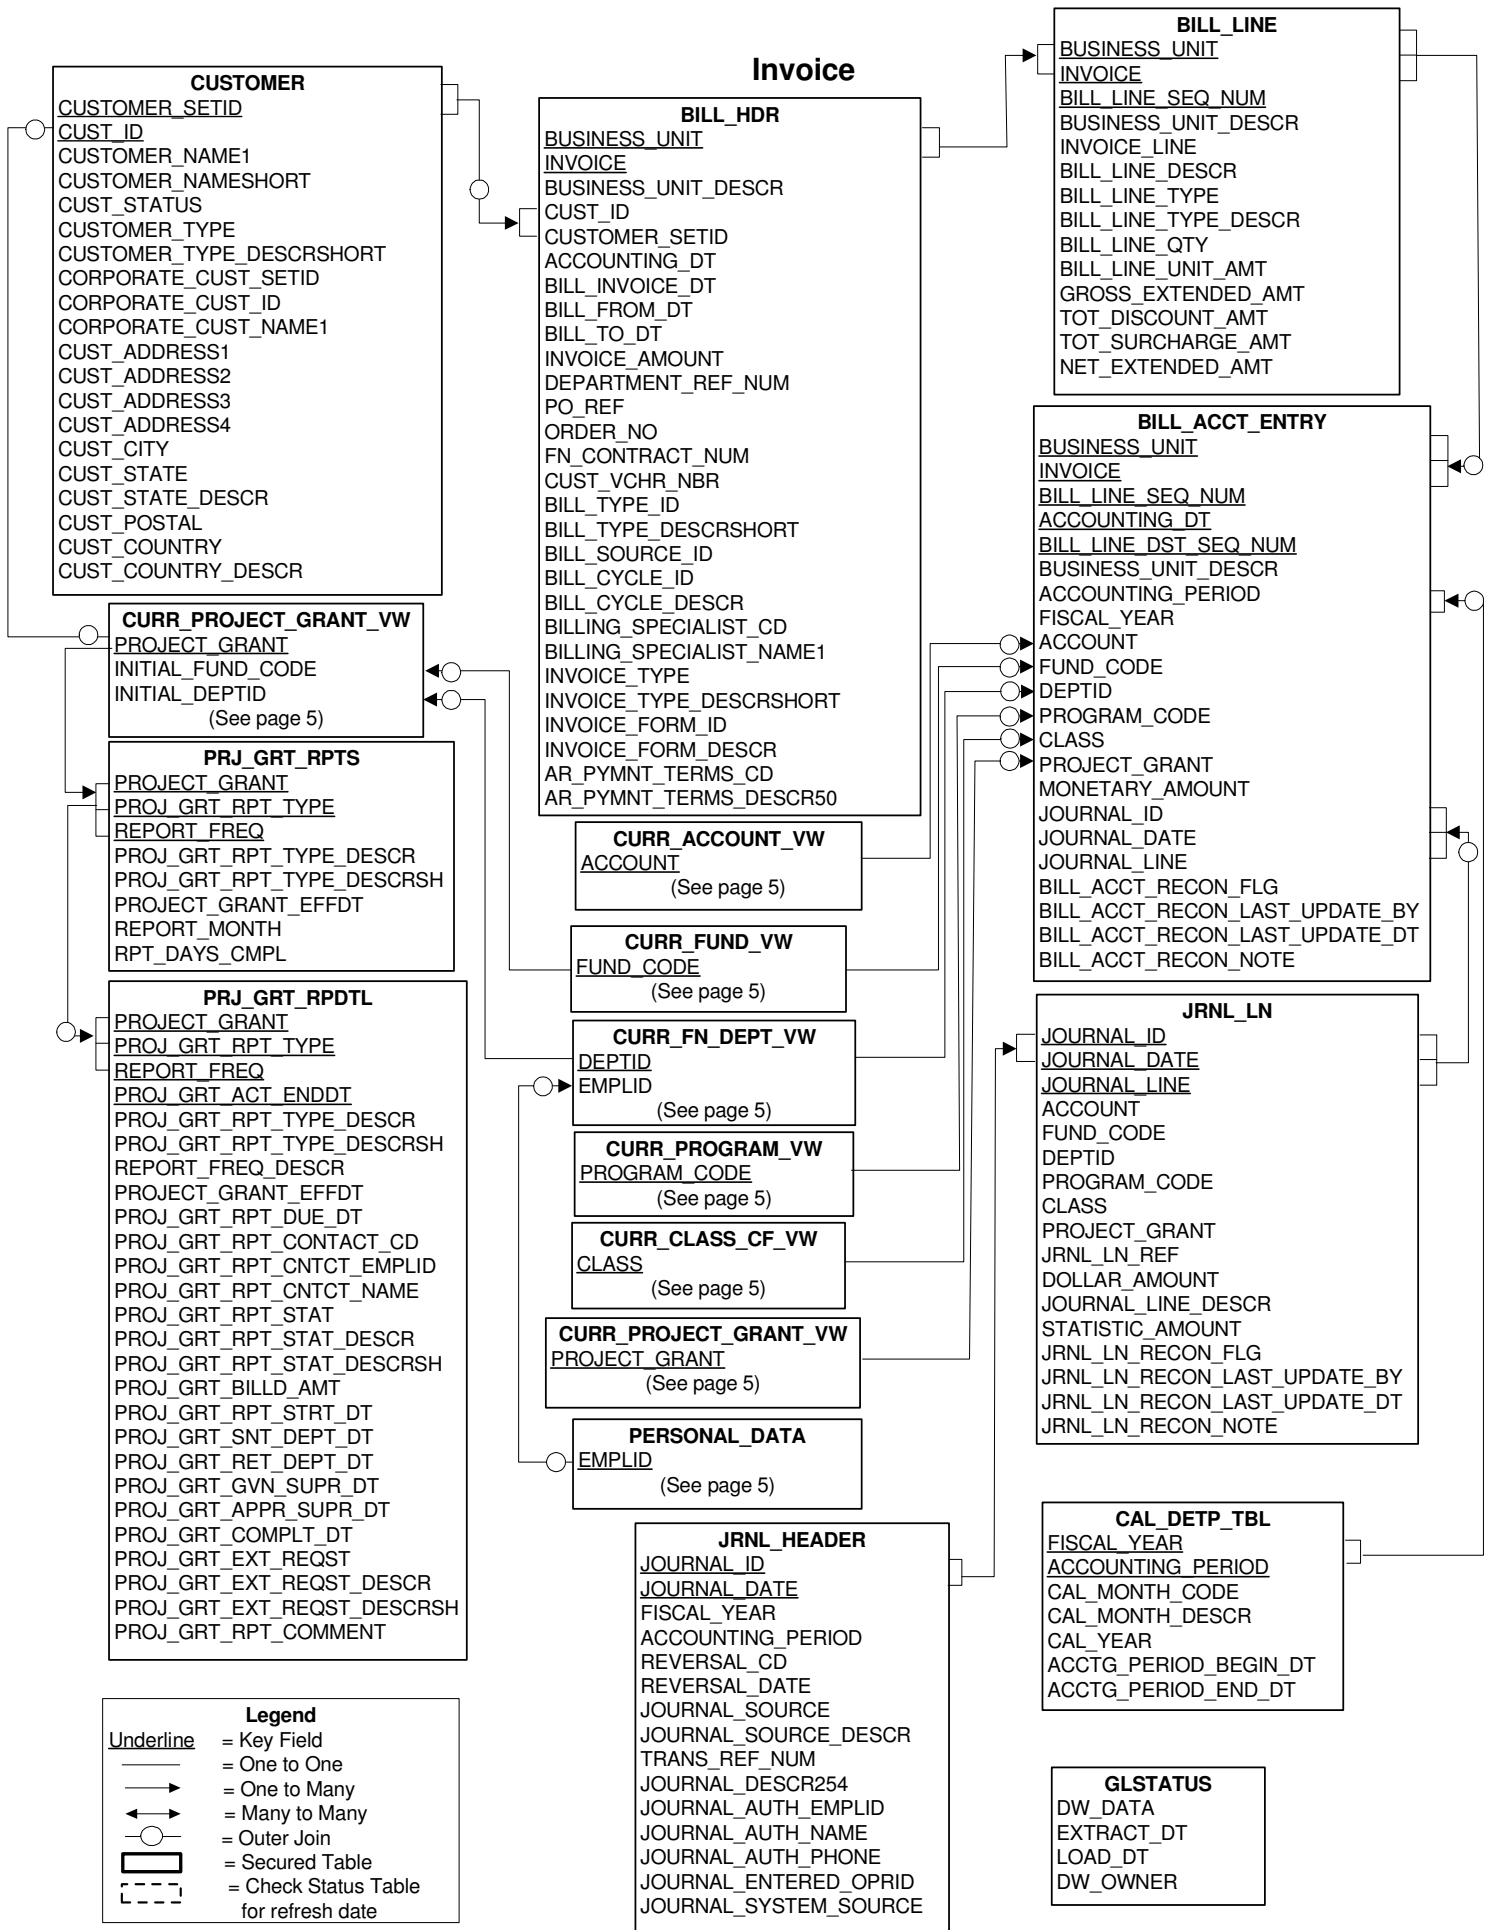 Invoice
CUSTOMER
CUSTOMER_SETID
CUST_ID
CUSTOMER_NAME1
CUSTOMER_NAMESHORT
CUST_STATUS
CUSTOMER_TYPE
CUSTOMER_TYPE_DESCRSHORT
CORPORATE_CUST_SETID
CORPORATE_CUST_ID
CORPORATE_CUST_NAME1
CUST_ADDRESS1
CUST_ADDRESS2
CUST_ADDRESS3
CUST_ADDRESS4
CUST_CITY
CUST_STATE
CUST_STATE_DESCR
CUST_POSTAL
CUST_COUNTRY
CUST_COUNTRY_DESCR
CURR_PROJECT_GRANT_VW
PROJECT_GRANT
INITIAL_FUND_CODE
INITIAL_DEPTID
(See page 5)
PRJ_GRT_RPTS
PROJECT_GRANT
PROJ_GRT_RPT_TYPE
REPORT_FREQ
PROJ_GRT_RPT_TYPE_DESCR
PROJ_GRT_RPT_TYPE_DESCRSH
PROJECT_GRANT_EFFDT
REPORT_MONTH
RPT_DAYS_CMPL
PRJ_GRT_RPDTL
PROJECT_GRANT
PROJ_GRT_RPT_TYPE
REPORT_FREQ
PROJ_GRT_ACT_ENDDT
PROJ_GRT_RPT_TYPE_DESCR
PROJ_GRT_RPT_TYPE_DESCRSH
REPORT_FREQ_DESCR
PROJECT_GRANT_EFFDT
PROJ_GRT_RPT_DUE_DT
PROJ_GRT_RPT_CONTACT_CD
PROJ_GRT_RPT_CNTCT_EMPLID
PROJ_GRT_RPT_CNTCT_NAME
PROJ_GRT_RPT_STAT
PROJ_GRT_RPT_STAT_DESCR
PROJ_GRT_RPT_STAT_DESCRSH
PROJ_GRT_BILLD_AMT
PROJ_GRT_RPT_STRT_DT
PROJ_GRT_SNT_DEPT_DT
PROJ_GRT_RET_DEPT_DT
PROJ_GRT_GVN_SUPR_DT
PROJ_GRT_APPR_SUPR_DT
PROJ_GRT_COMPLT_DT
PROJ_GRT_EXT_REQST
PROJ_GRT_EXT_REQST_DESCR
PROJ_GRT_EXT_REQST_DESCRSH
PROJ_GRT_RPT_COMMENT
Legend
Underline = Key Field
= One to One
= One to Many
= Many to Many
= Outer Join
= Secured Table
= Check Status Table
for refresh date
BILL_HDR
BUSINESS_UNIT
INVOICE
BUSINESS_UNIT_DESCR
CUST_ID
CUSTOMER_SETID
ACCOUNTING_DT
BILL_INVOICE_DT
BILL_FROM_DT
BILL_TO_DT
INVOICE_AMOUNT
DEPARTMENT_REF_NUM
PO_REF
ORDER_NO
FN_CONTRACT_NUM
CUST_VCHR_NBR
BILL_TYPE_ID
BILL_TYPE_DESCRSHORT
BILL_SOURCE_ID
BILL_CYCLE_ID
BILL_CYCLE_DESCR
BILLING_SPECIALIST_CD
BILLING_SPECIALIST_NAME1
INVOICE_TYPE
INVOICE_TYPE_DESCRSHORT
INVOICE_FORM_ID
INVOICE_FORM_DESCR
AR_PYMNT_TERMS_CD
AR_PYMNT_TERMS_DESCR50
CURR_ACCOUNT_VW
ACCOUNT
(See page 5)
CURR_FUND_VW
FUND_CODE
(See page 5)
CURR_FN_DEPT_VW
DEPTID
EMPLID
(See page 5)
CURR_PROGRAM_VW
PROGRAM_CODE
(See page 5)
CURR_CLASS_CF_VW
CLASS
(See page 5)
CURR_PROJECT_GRANT_VW
PROJECT_GRANT
(See page 5)
PERSONAL_DATA
EMPLID
(See page 5)
JRNL_HEADER
JOURNAL_ID
JOURNAL_DATE
FISCAL_YEAR
ACCOUNTING_PERIOD
REVERSAL_CD
REVERSAL_DATE
JOURNAL_SOURCE
JOURNAL_SOURCE_DESCR
TRANS_REF_NUM
JOURNAL_DESCR254
JOURNAL_AUTH_EMPLID
JOURNAL_AUTH_NAME
JOURNAL_AUTH_PHONE
JOURNAL_ENTERED_OPRID
JOURNAL_SYSTEM_SOURCE
BILL_LINE
BUSINESS_UNIT
INVOICE
BILL_LINE_SEQ_NUM
BUSINESS_UNIT_DESCR
INVOICE_LINE
BILL_LINE_DESCR
BILL_LINE_TYPE
BILL_LINE_TYPE_DESCR
BILL_LINE_QTY
BILL_LINE_UNIT_AMT
GROSS_EXTENDED_AMT
TOT_DISCOUNT_AMT
TOT_SURCHARGE_AMT
NET_EXTENDED_AMT
BILL_ACCT_ENTRY
BUSINESS_UNIT
INVOICE
BILL_LINE_SEQ_NUM
ACCOUNTING_DT
BILL_LINE_DST_SEQ_NUM
BUSINESS_UNIT_DESCR
ACCOUNTING_PERIOD
FISCAL_YEAR
ACCOUNT
FUND_CODE
DEPTID
PROGRAM_CODE
CLASS
PROJECT_GRANT
MONETARY_AMOUNT
JOURNAL_ID
JOURNAL_DATE
JOURNAL_LINE
BILL_ACCT_RECON_FLG
BILL_ACCT_RECON_LAST_UPDATE_BY
BILL_ACCT_RECON_LAST_UPDATE_DT
BILL_ACCT_RECON_NOTE
JRNL_LN
JOURNAL_ID
JOURNAL_DATE
JOURNAL_LINE
ACCOUNT
FUND_CODE
DEPTID
PROGRAM_CODE
CLASS
PROJECT_GRANT
JRNL_LN_REF
DOLLAR_AMOUNT
JOURNAL_LINE_DESCR
STATISTIC_AMOUNT
JRNL_LN_RECON_FLG
JRNL_LN_RECON_LAST_UPDATE_BY
JRNL_LN_RECON_LAST_UPDATE_DT
JRNL_LN_RECON_NOTE
CAL_DETP_TBL
FISCAL_YEAR
ACCOUNTING_PERIOD
CAL_MONTH_CODE
CAL_MONTH_DESCR
CAL_YEAR
ACCTG_PERIOD_BEGIN_DT
ACCTG_PERIOD_END_DT
GLSTATUS
DW_DATA
EXTRACT_DT
LOAD_DT
DW_OWNER